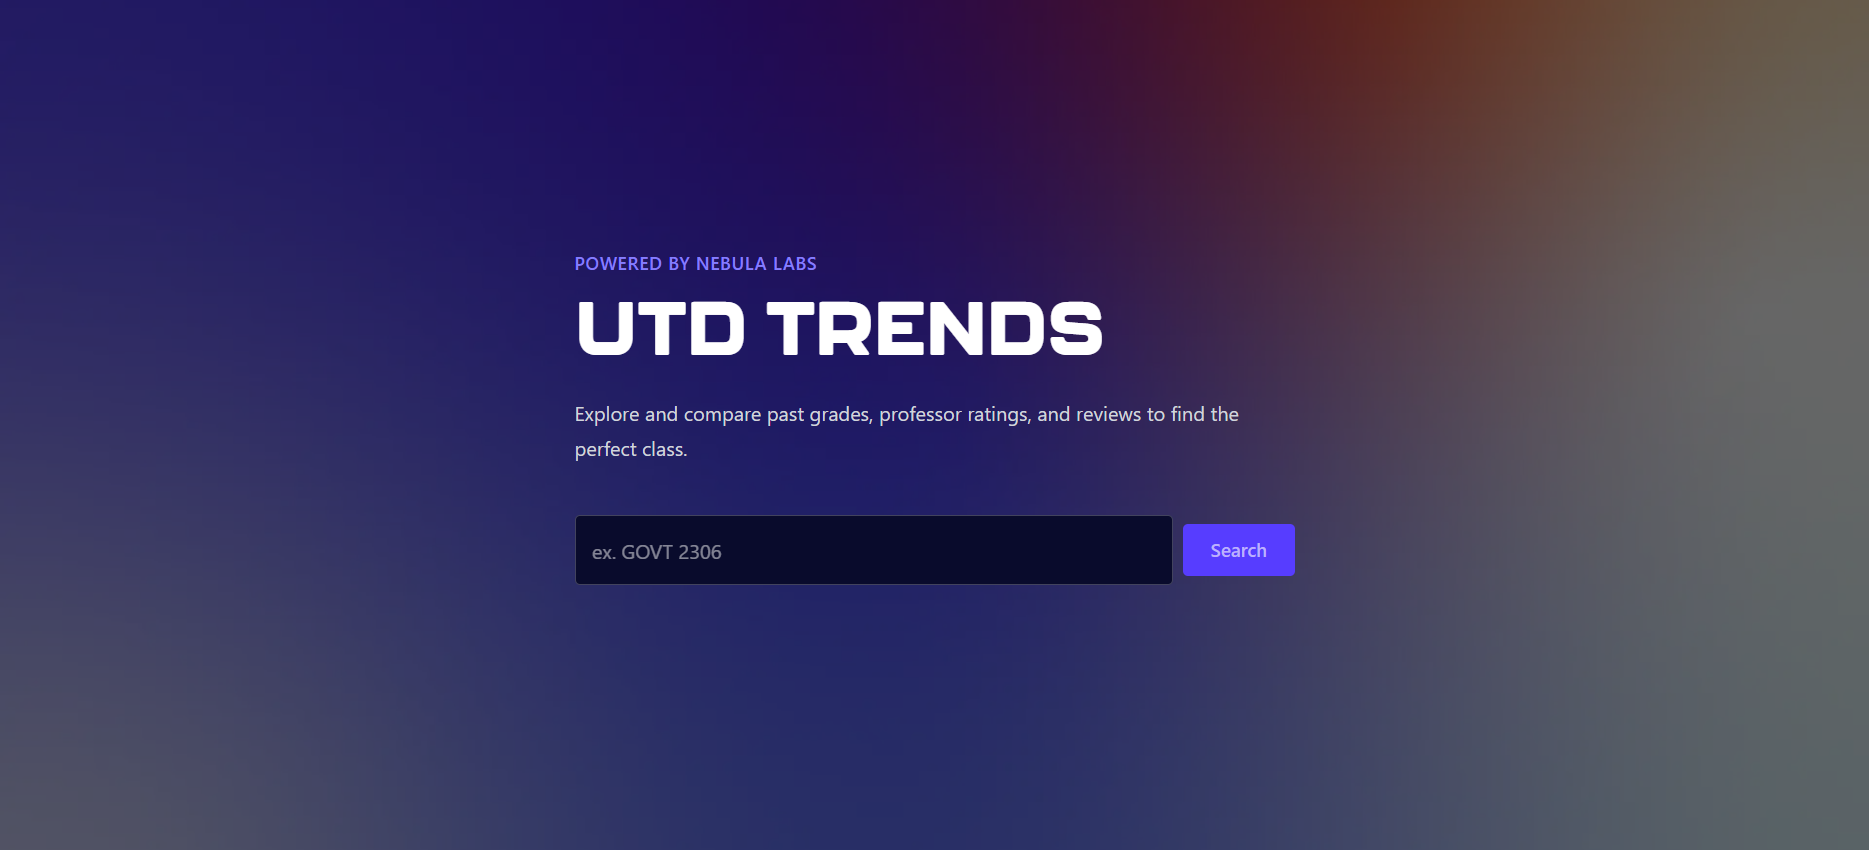 POWERED BY NEBULA LABS
UTD TRENDS
Explore and compare past grades, professor ratings, and reviews to find the
perfect class.
ex. GOVT 2306
Search